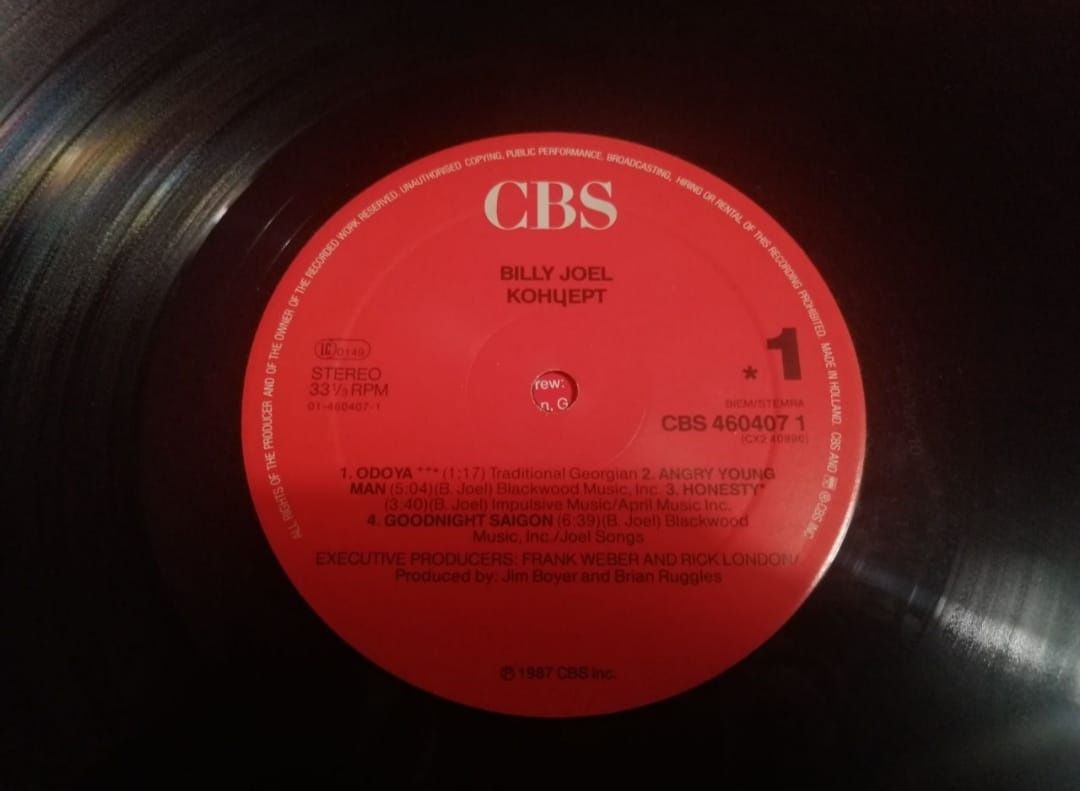 ALL RIGHTS OF THE PRODUCER AND OF THE OWNER OF THE RECORDED WORK RESERVED. UNAUTHORISED COPYING, PUBLIC PERFORMANCE, BROADCASTING, HIRING OR RENTAL OF THIS RECORDING PROHIBITED. MADE IN HOLLAND. CBS AND ℗ © CBS INC.
CBS
BILLY JOEL
КОНЦЕРТ
LC 0149
STEREO
33⅓ RPM
01-460407-1
* 1
BIEM/STEMRA
CBS 460407 1
(CX2 40996)
rew:
n, G
1. ODOYA *** (1:17) Traditional Georgian 2. ANGRY YOUNG
MAN (5:04)(B. Joel) Blackwood Music, Inc. 3. HONESTY*
(3:40)(B. Joel) Impulsive Music/April Music Inc.
4. GOODNIGHT SAIGON (6:39)(B. Joel) Blackwood
Music, Inc./Joel Songs
EXECUTIVE PRODUCERS: FRANK WEBER AND RICK LONDON/
Produced by: Jim Boyer and Brian Ruggles
℗ 1987 CBS Inc.